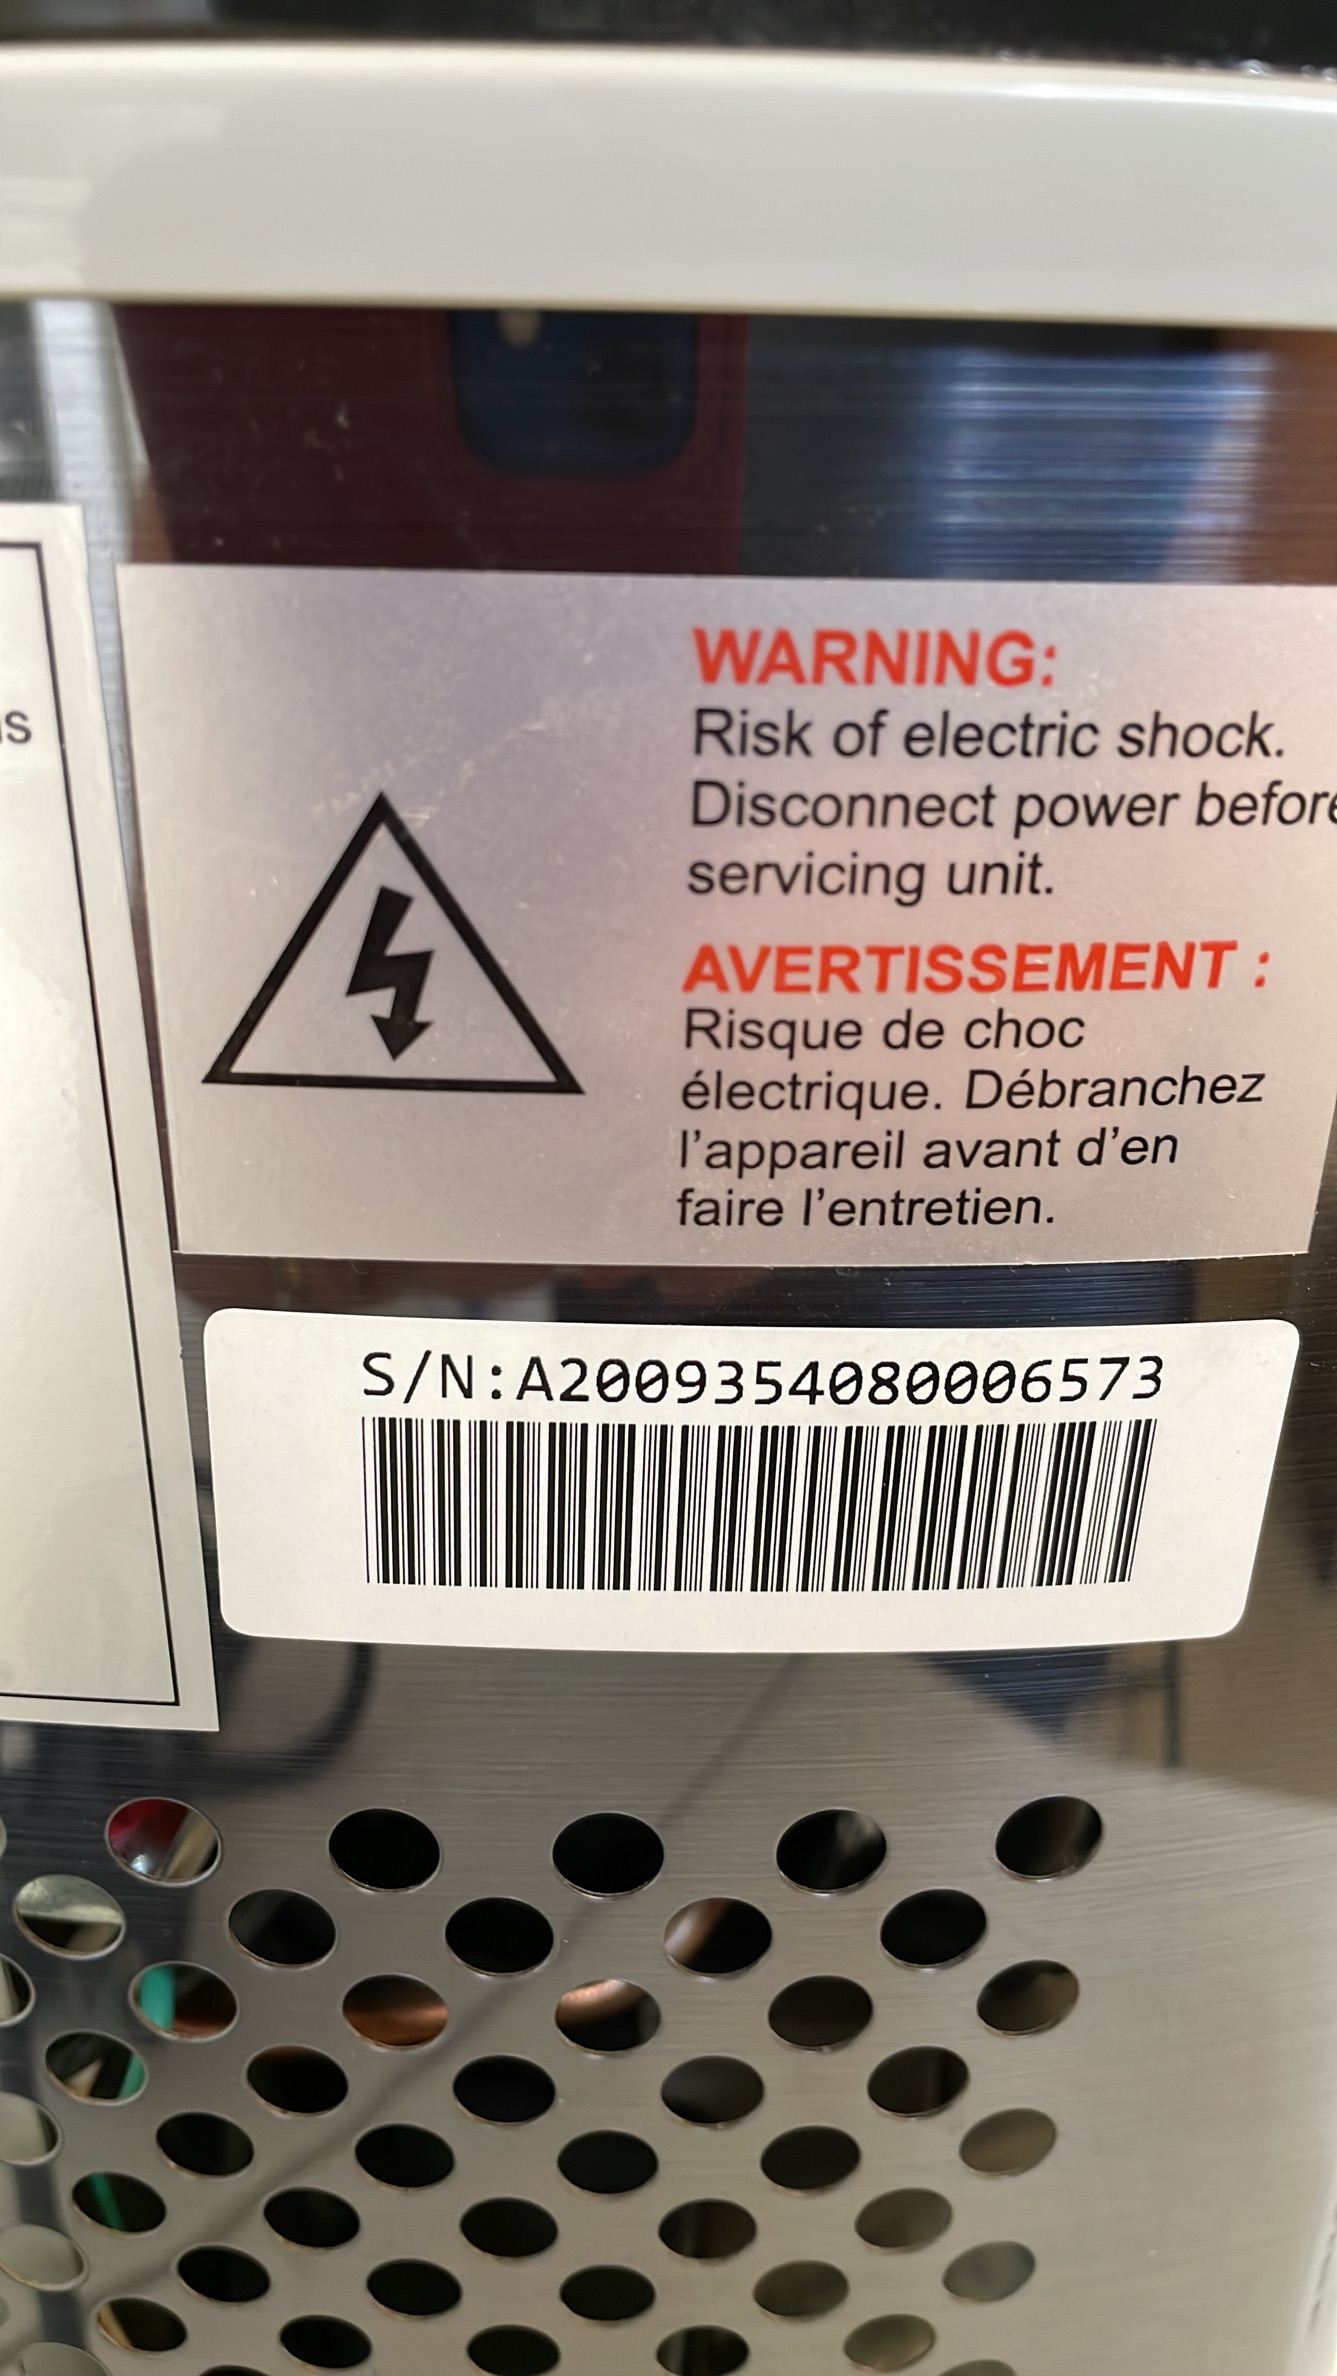 WARNING:
Risk of electric shock.
Disconnect power before
servicing unit.
AVERTISSEMENT :
Risque de choc
électrique. Débranchez
l'appareil avant d'en
faire l'entretien.
S/N:A2009354080006573